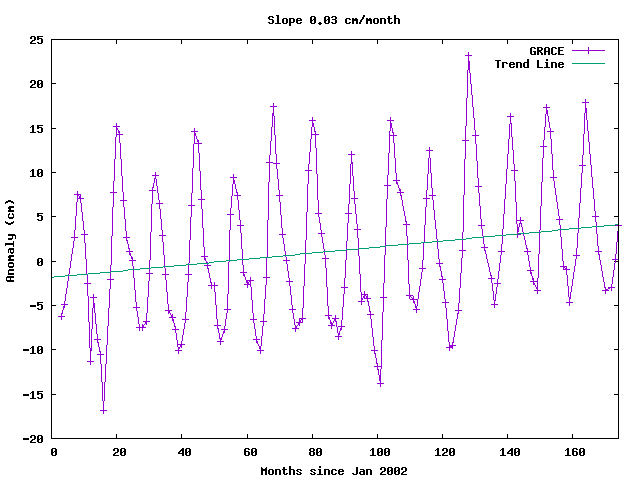 Slope 0.03 cm/month
GRACE
Trend Line
25
20
15
10
5
0
-5
-10
-15
-20
Anomaly (cm)
0 20 40 60 80 100 120 140 160
Months since Jan 2002